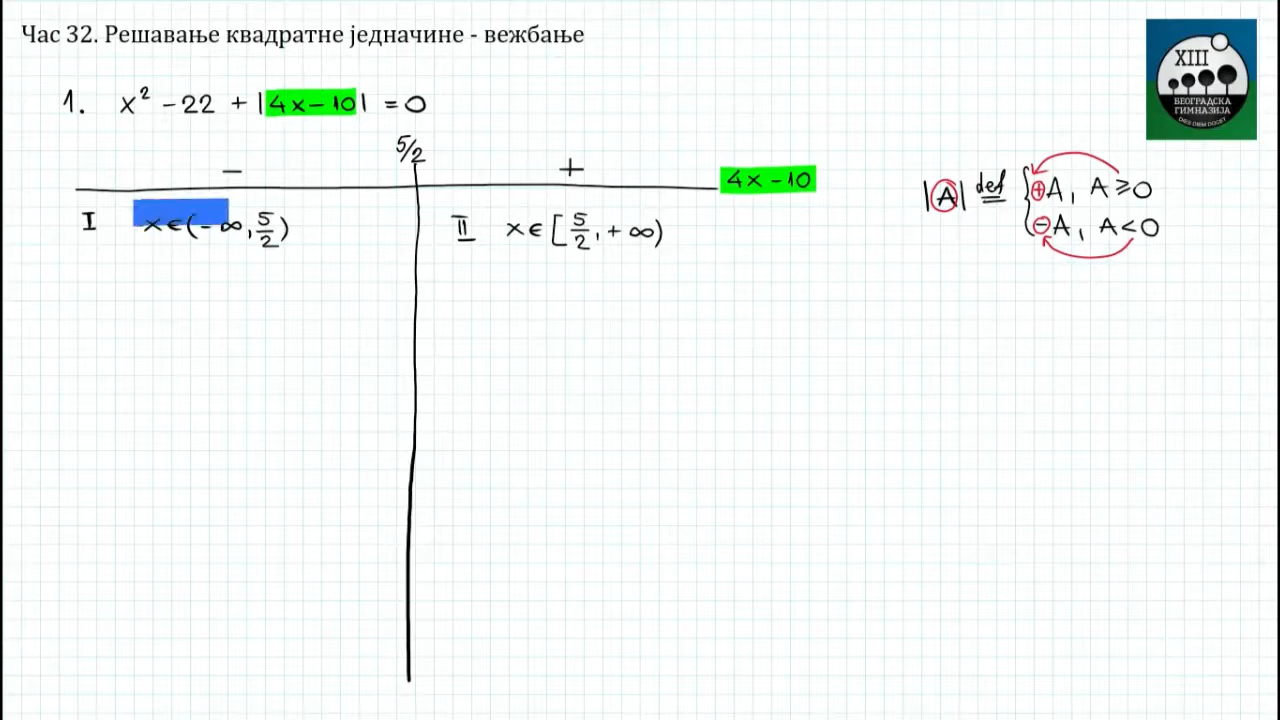 Час 32. Решавање квадратне једначине - вежбање
XIII
БЕОГРАДСКА
ГИМНАЗИЈА
1. x² - 22 + |4x - 10| = 0
5/2
- +
4x - 10
|A| def { +A, A ⩾ 0
-A, A < 0
I x ∈ (-∞, 5/2)
II x ∈ [5/2, +∞)